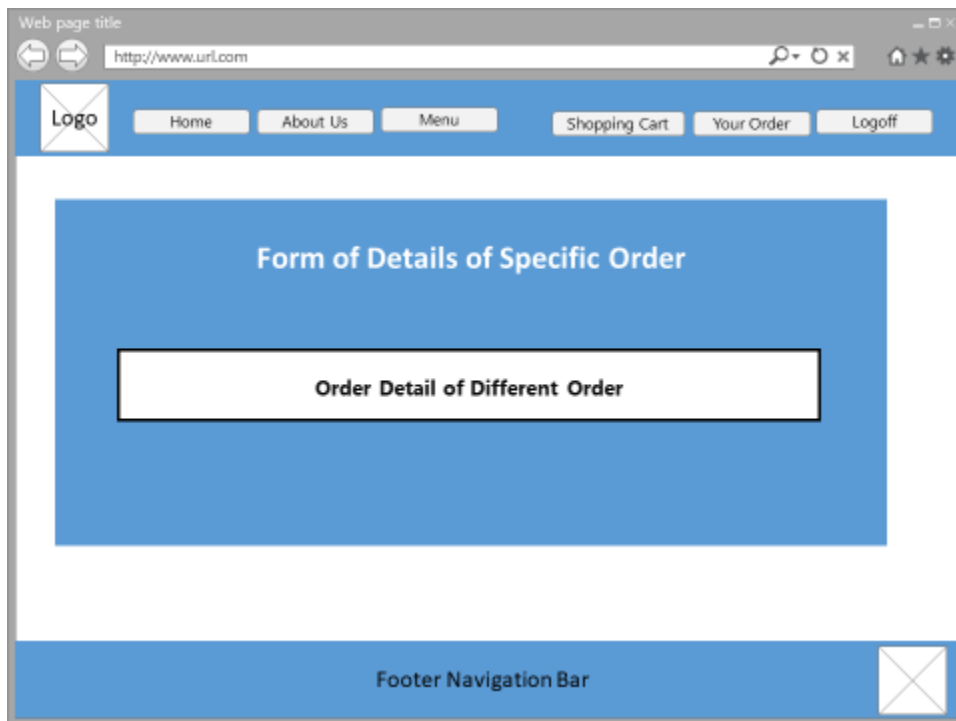 Web page title
http://www.url.com
Logo
Home
About Us
Menu
Shopping Cart
Your Order
Logoff
Form of Details of Specific Order
Order Detail of Different Order
Footer Navigation Bar